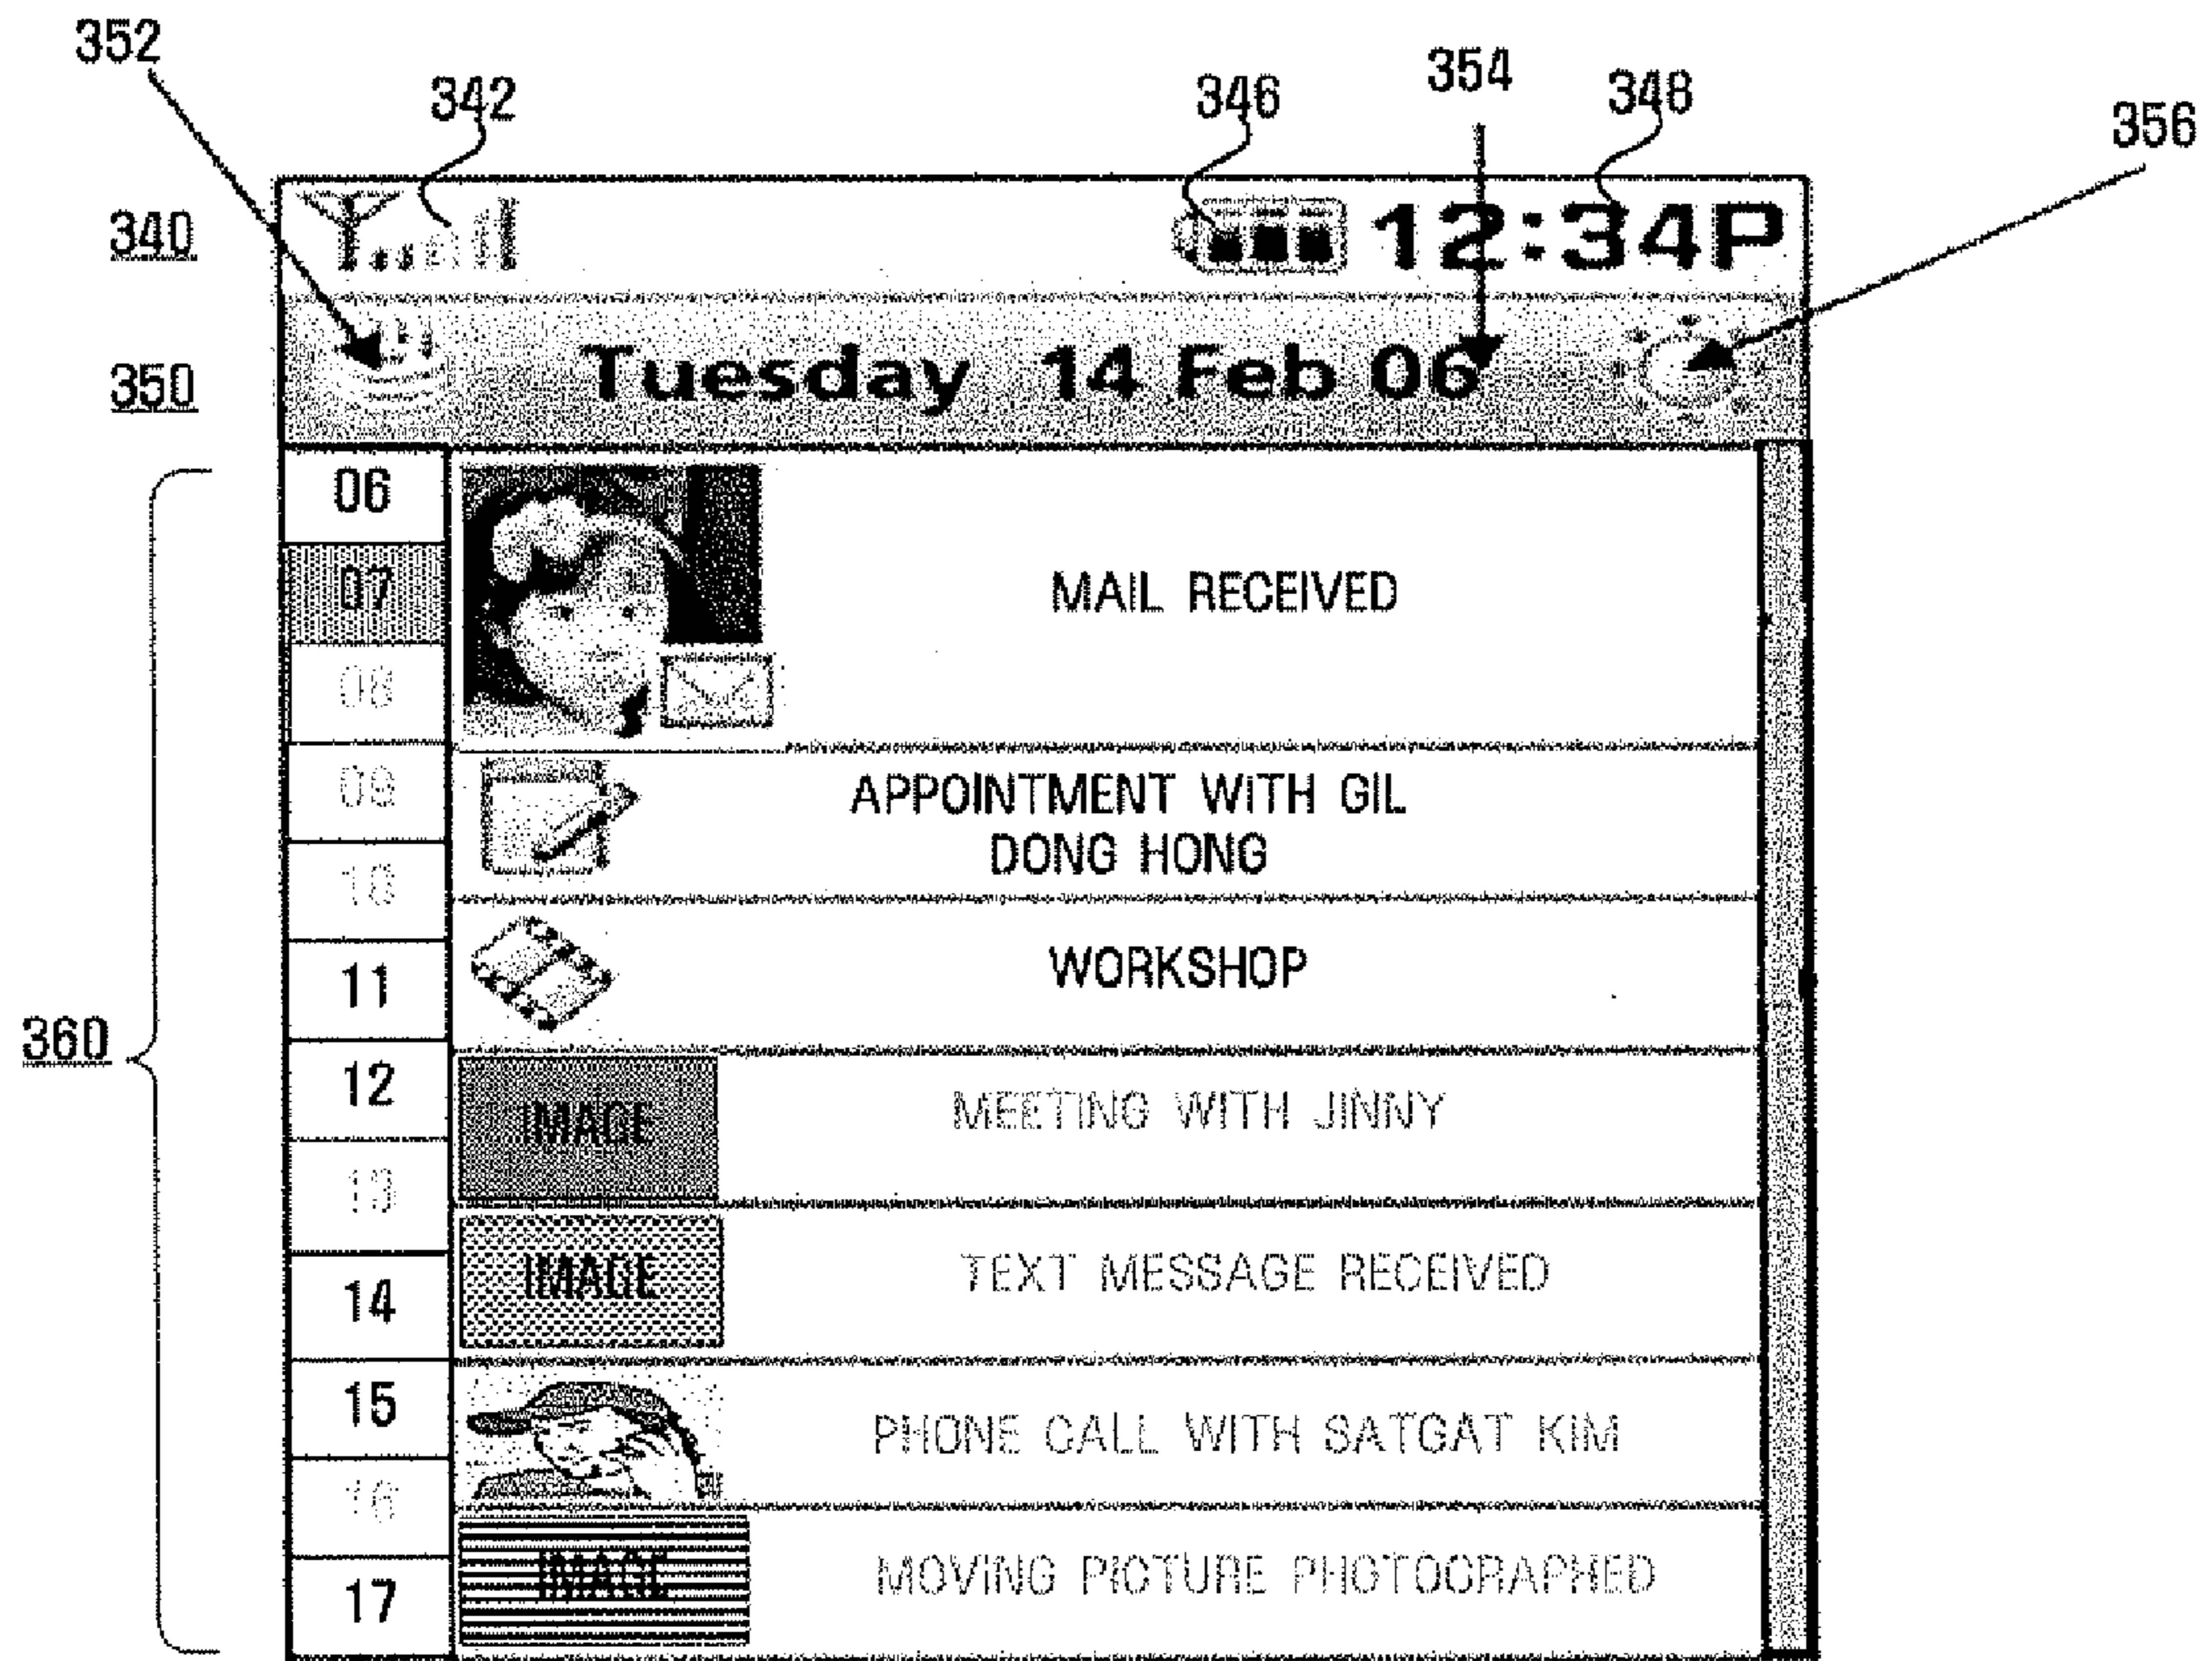 352
342
346
354
348
356
340
12:34P
350
Tuesday 14 Feb 06
06
07
MAIL RECEIVED
08
09
APPOINTMENT WITH GIL
DONG HONG
10
11
WORKSHOP
360
12
IMAGE
MEETING WITH JINNY
13
14
IMAGE
TEXT MESSAGE RECEIVED
15
PHONE CALL WITH SATGAT KIM
16
17
IMAGE
MOVING PICTURE PHOTOGRAPHED